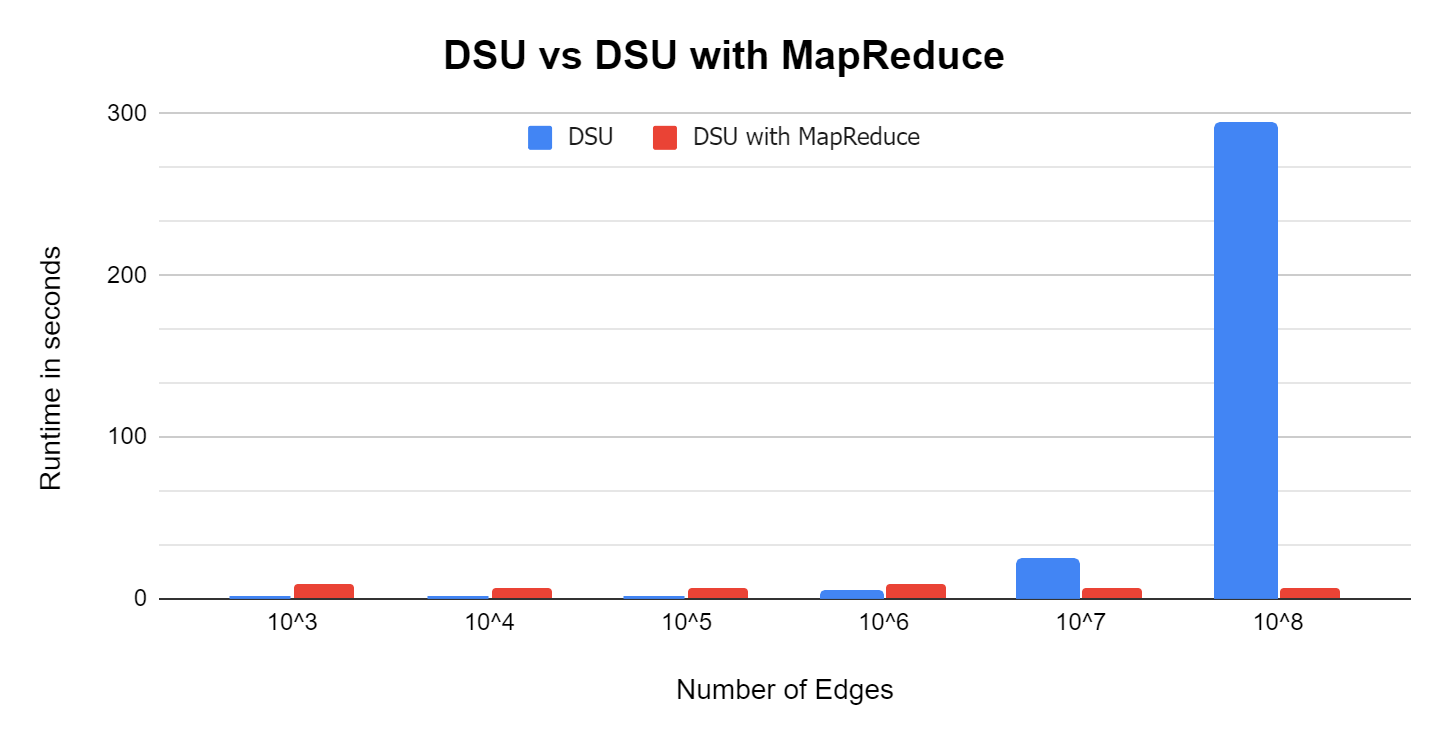 DSU vs DSU with MapReduce
DSU
DSU with MapReduce
300
200
100
0
Runtime in seconds
10^3
10^4
10^5
10^6
10^7
10^8
Number of Edges